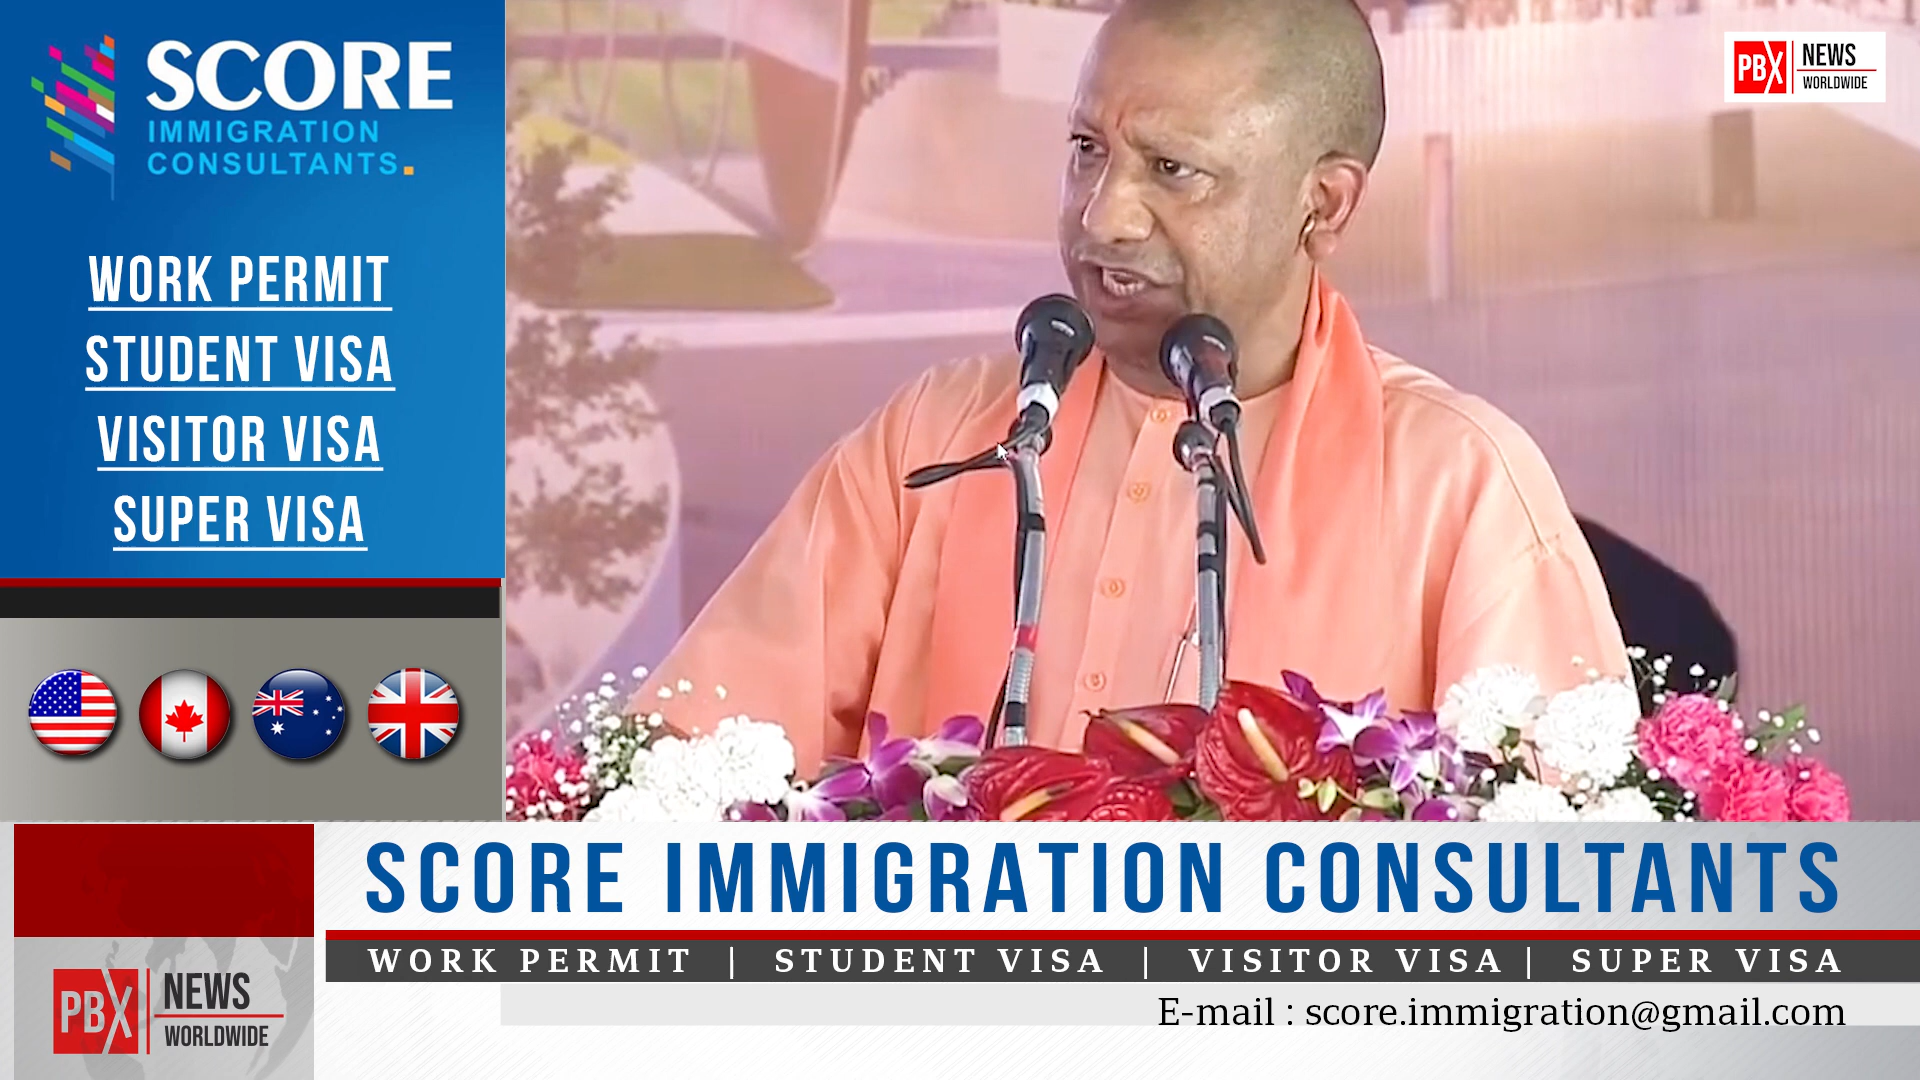 SCORE
IMMIGRATION
CONSULTANTS.
WORK PERMIT
STUDENT VISA
VISITOR VISA
SUPER VISA
PBX NEWS
WORLDWIDE
SCORE IMMIGRATION CONSULTANTS
WORK PERMIT | STUDENT VISA | VISITOR VISA | SUPER VISA
E-mail : score.immigration@gmail.com
PBX NEWS
WORLDWIDE